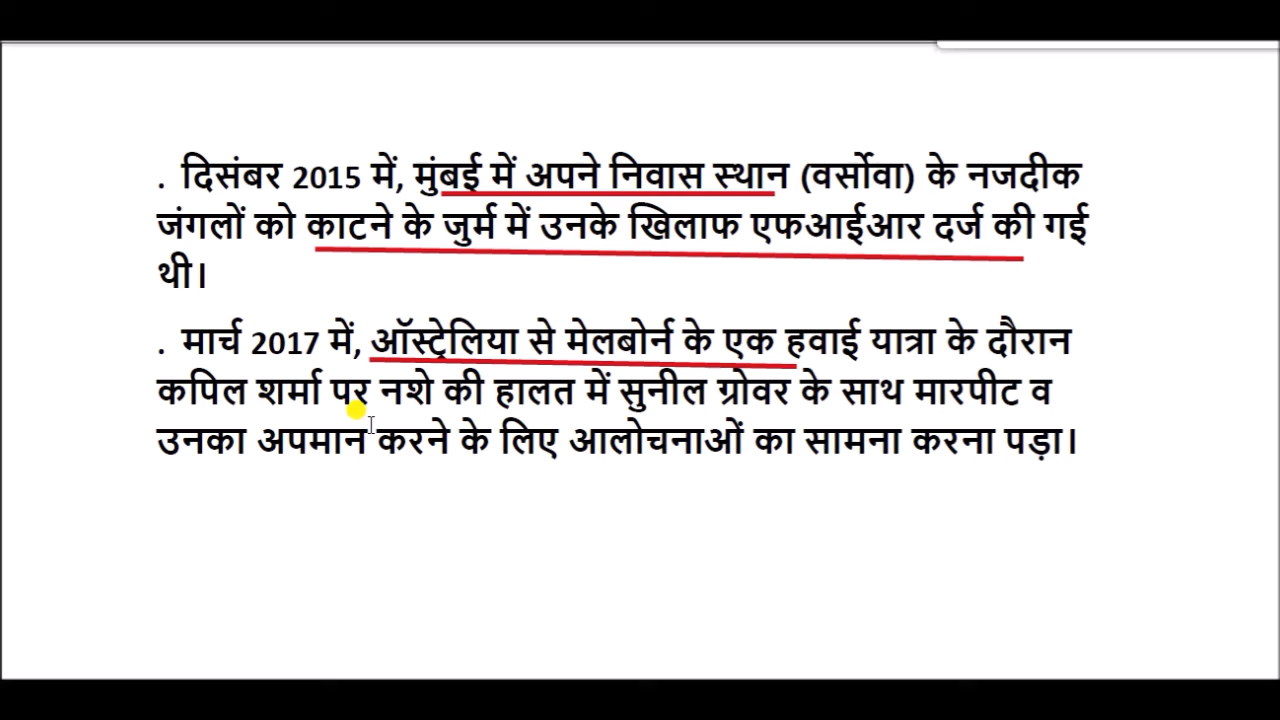 . दिसंबर 2015 में, मुंबई में अपने निवास स्थान (वर्सोवा) के नजदीक
जंगलों को काटने के जुर्म में उनके खिलाफ एफआईआर दर्ज की गई
थी।
. मार्च 2017 में, ऑस्ट्रेलिया से मेलबोर्न के एक हवाई यात्रा के दौरान
कपिल शर्मा पर नशे की हालत में सुनील ग्रोवर के साथ मारपीट व
उनका अपमान करने के लिए आलोचनाओं का सामना करना पड़ा।